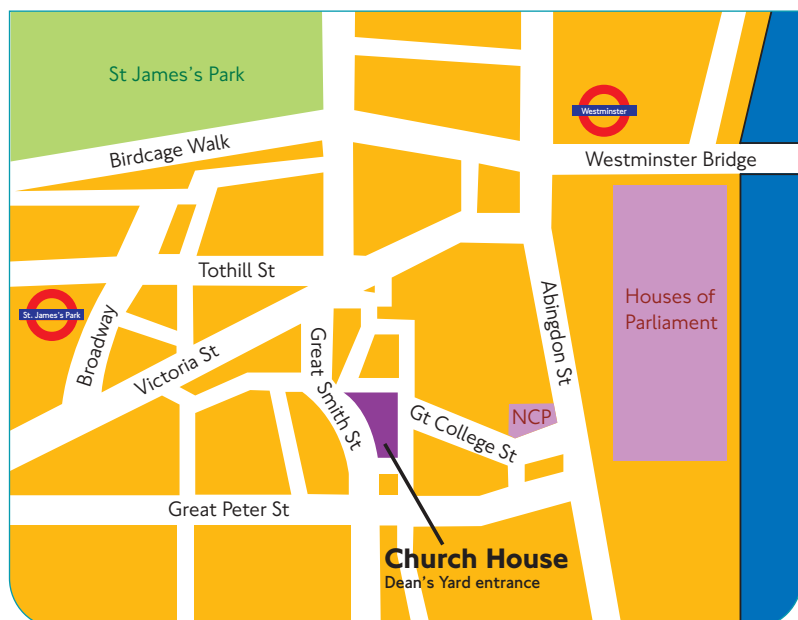 St James's Park
Westminster
Birdcage Walk
Westminster Bridge
Tothill St
St. James's Park
Broadway
Victoria St
Great Smith St
Abingdon St
Houses of
Parliament
NCP
Gt College St
Great Peter St
Church House
Dean's Yard entrance